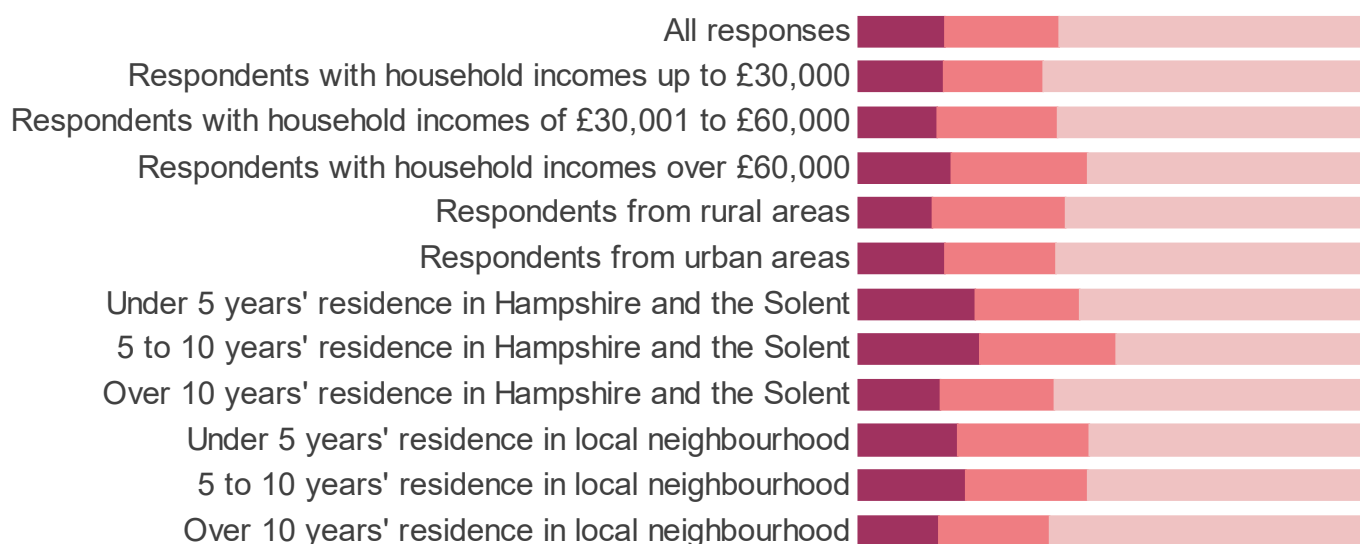 All responses
Respondents with household incomes up to £30,000
Respondents with household incomes of £30,001 to £60,000
Respondents with household incomes over £60,000
Respondents from rural areas
Respondents from urban areas
Under 5 years' residence in Hampshire and the Solent
5 to 10 years' residence in Hampshire and the Solent
Over 10 years' residence in Hampshire and the Solent
Under 5 years' residence in local neighbourhood
5 to 10 years' residence in local neighbourhood
Over 10 years' residence in local neighbourhood